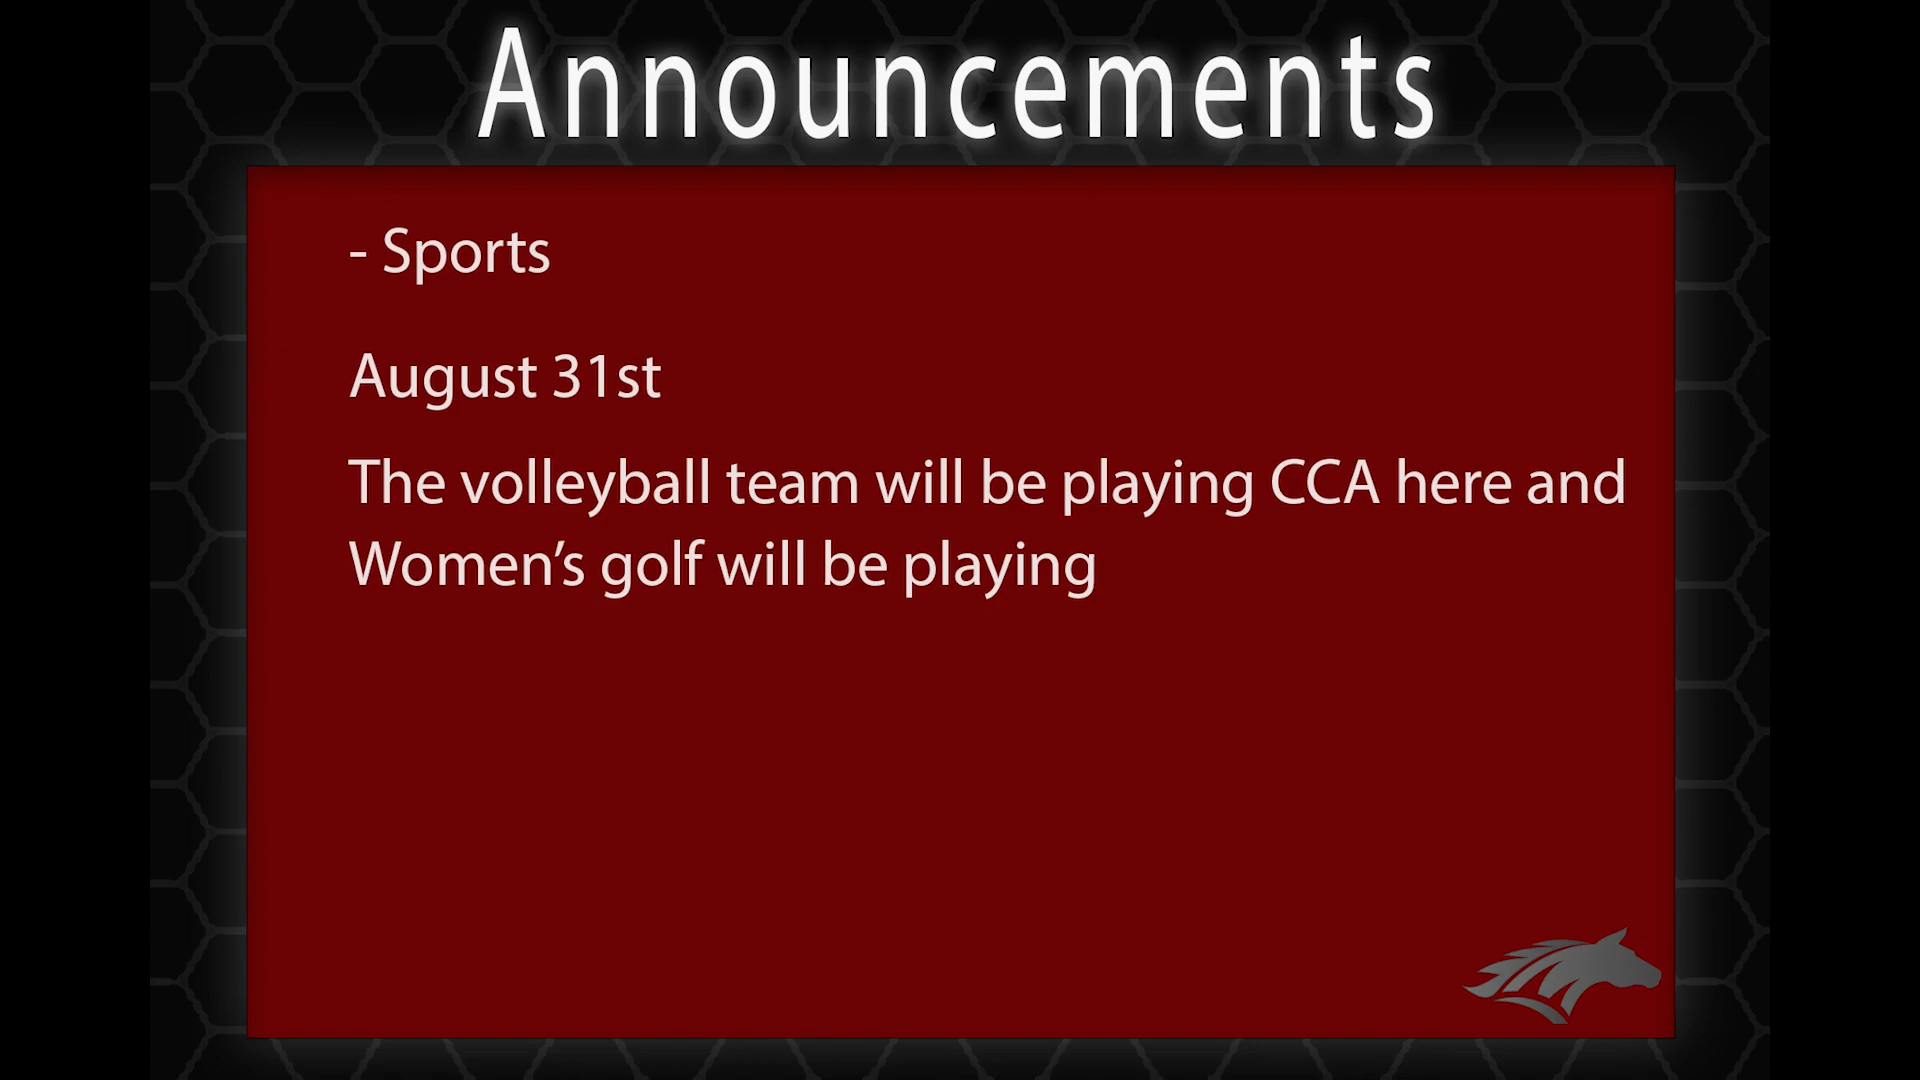 Announcements
- Sports
August 31st
The volleyball team will be playing CCA here and
Women’s golf will be playing